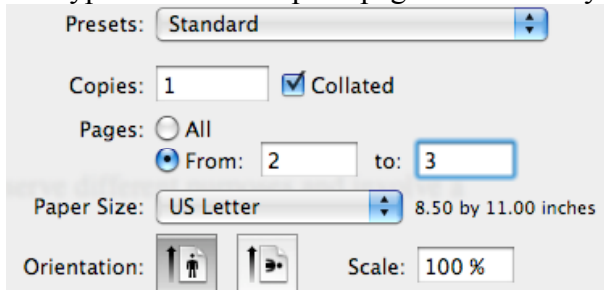 Presets: Standard
Copies: 1 Collated
Pages: All
From: 2 to: 3
Paper Size: US Letter 8.50 by 11.00 inches
Orientation: Scale: 100 %